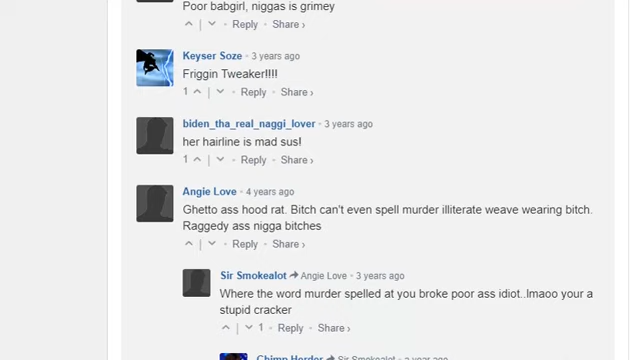 Poor babgirl, niggas is grimey
Reply Share ›
Keyser Soze • 3 years ago
Friggin Tweaker!!!!
1 | • Reply • Share ›
biden_tha_real_naggi_lover • 3 years ago
her hairline is mad sus!
1 | • Reply • Share ›
Angie Love • 4 years ago
Ghetto ass hood rat. Bitch can't even spell murder illiterate weave wearing bitch.
Raggedy ass nigga bitches
| • Reply • Share ›
Sir Smokealot Angie Love • 3 years ago
Where the word murder spelled at you broke poor ass idiot..lmaoo your a
stupid cracker
| 1 • Reply • Share ›
Chimp Herder Sir Smokealot • a year ago